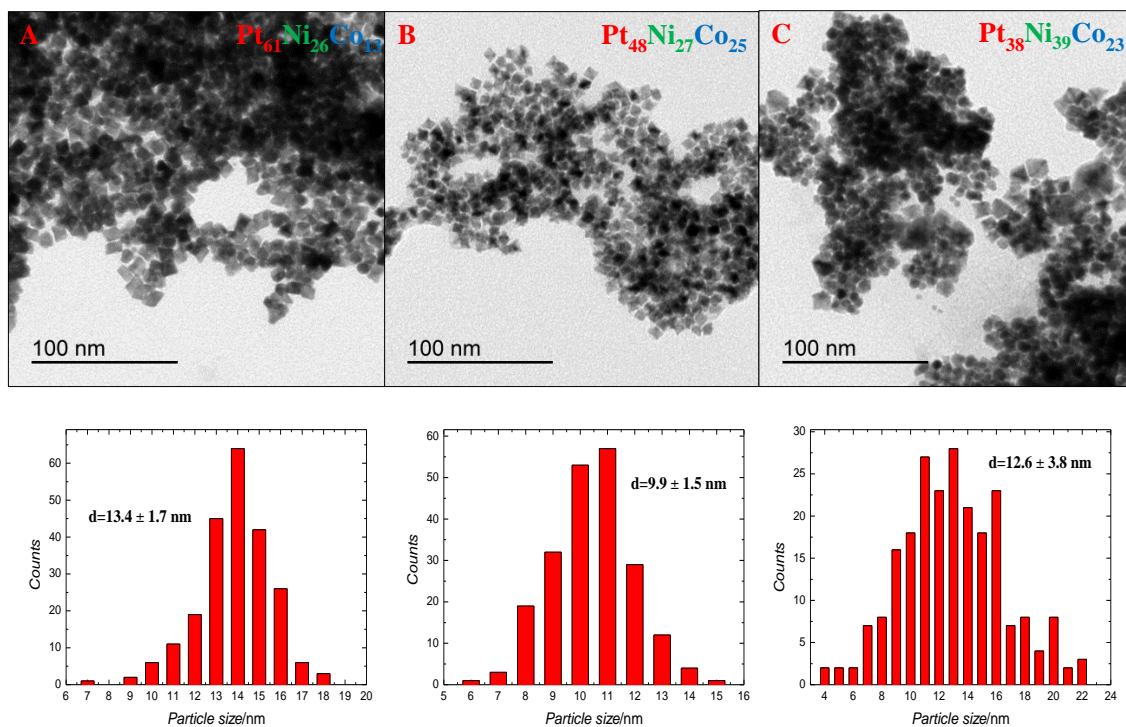 A Pt61Ni26Co13
B Pt48Ni27Co25
C Pt38Ni39Co23
100 nm
100 nm
100 nm
d=13.4 ± 1.7 nm
Counts
60
50
40
30
20
10
0
6 7 8 9 10 11 12 13 14 15 16 17 18 19 20
Particle size/nm
d=9.9 ± 1.5 nm
Counts
60
50
40
30
20
10
0
5 6 7 8 9 10 11 12 13 14 15 16
Particle size/nm
d=12.6 ± 3.8 nm
Counts
30
25
20
15
10
5
0
4 6 8 10 12 14 16 18 20 22 24
Particle size/nm